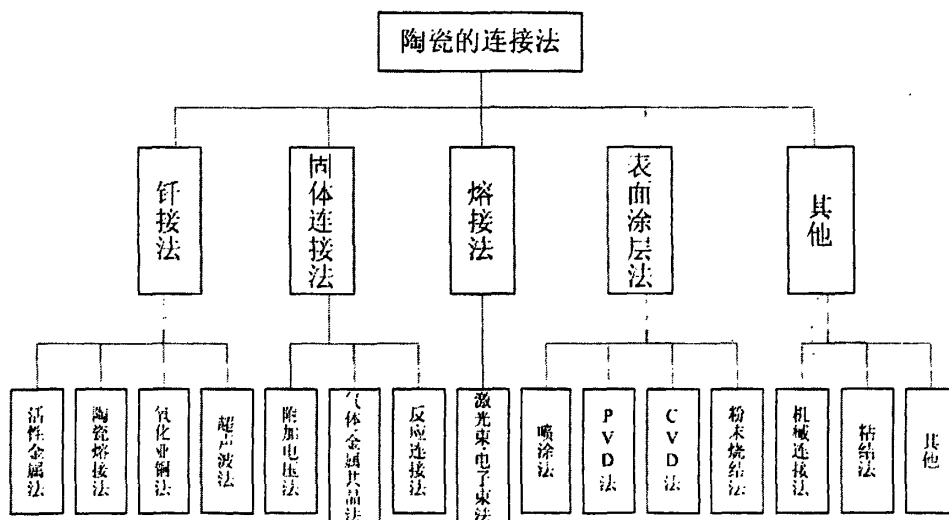 陶瓷的连接法
钎接法
固体连接法
熔接法
表面涂层法
其他
活性金属法
陶瓷熔接法
氧化亚铜法
超声波法
附加电压法
气体-金属共晶法
反应连接法
激光束电子束法
喷涂法
PVD法
CVD法
粉末烧结法
机械连接法
粘结法
其他